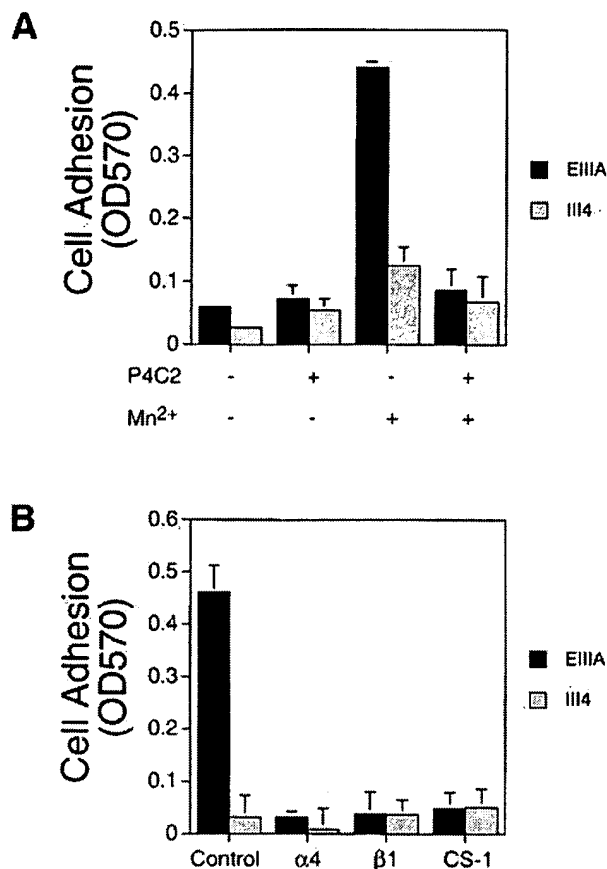 A
Cell Adhesion
(OD570)
0.5
0.4
0.3
0.2
0.1
0
EIIIA
III4
P4C2 - + - +
Mn2+ - - + +
B
Cell Adhesion
(OD570)
0.6
0.5
0.4
0.3
0.2
0.1
0
EIIIA
III4
Control α4 β1 CS-1